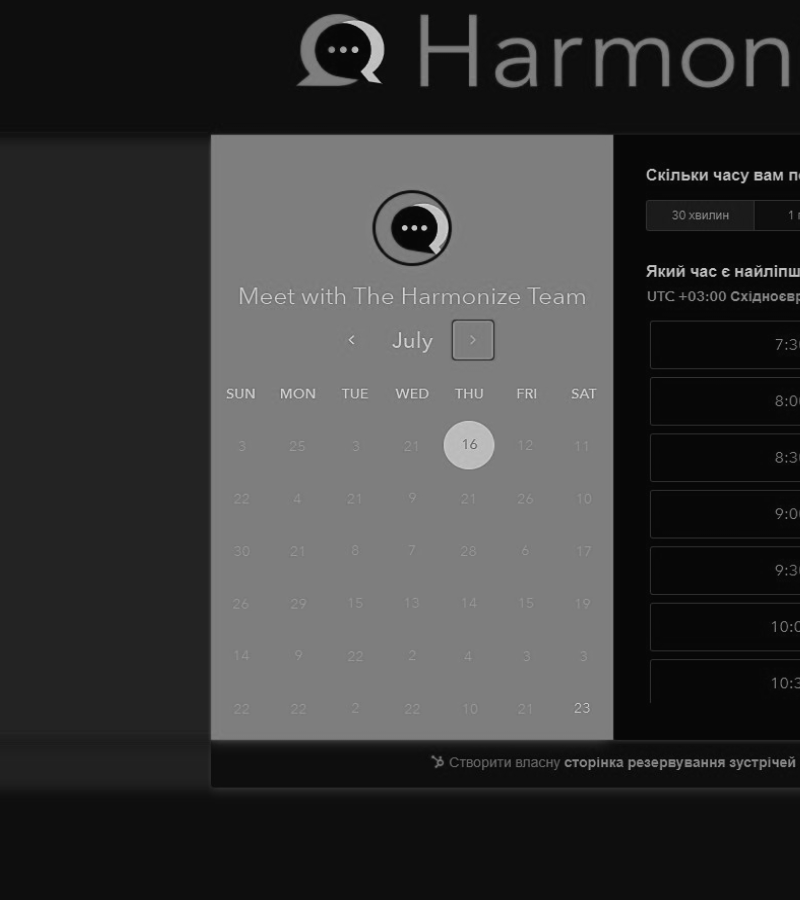 Harmon
Meet with The Harmonize Team
July
SUN MON TUE WED THU FRI SAT
3 25 3 21 16 12 11
22 4 21 9 21 26 10
30 21 8 7 28 6 17
26 29 15 13 14 15 19
14 9 22 2 4 3 3
22 22 2 22 10 21 23
Скільки часу вам п
30 хвилин 1
Який час є найліпш
UTC +03:00 Східноєвр
7:3
8:0
8:3
9:0
9:3
10:0
10:3
Створити власну сторінка резервування зустрічей